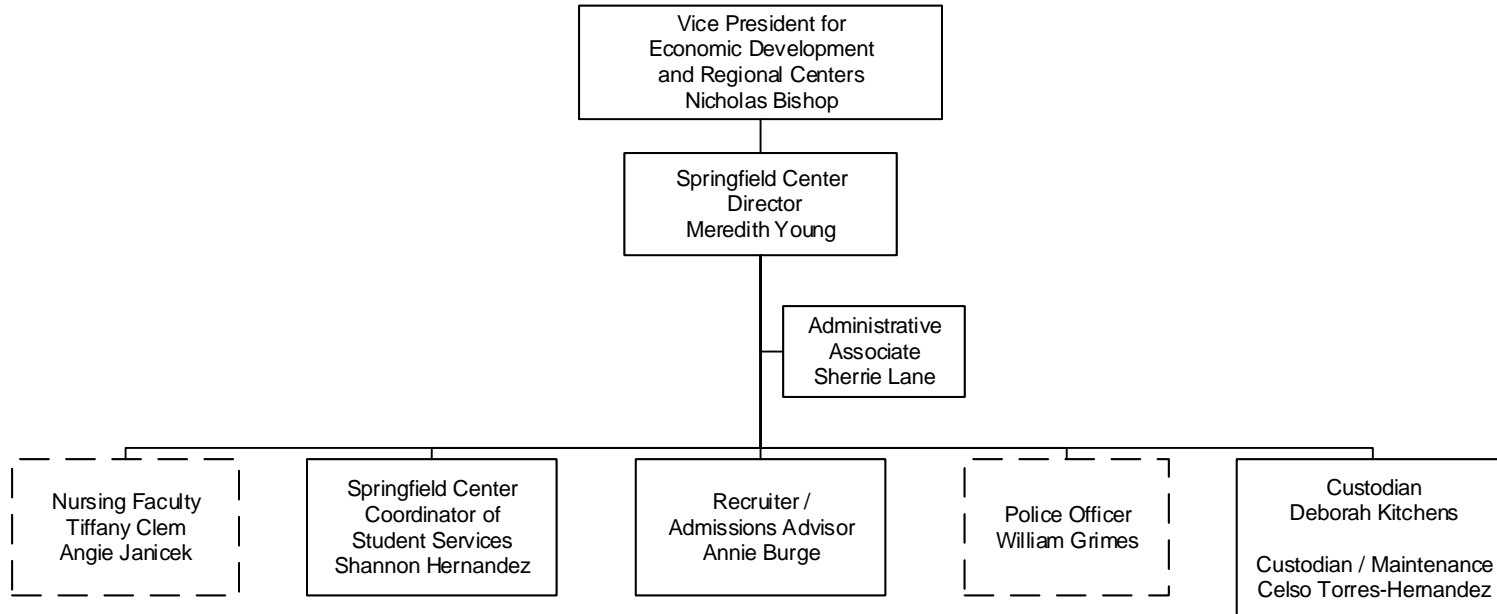 Vice President for
Economic Development
and Regional Centers
Nicholas Bishop
Springfield Center
Director
Meredith Young
Administrative
Associate
Sherrie Lane
Nursing Faculty
Tiffany Clem
Angie Janicek
Springfield Center
Coordinator of
Student Services
Shannon Hernandez
Recruiter /
Admissions Advisor
Annie Burge
Police Officer
William Grimes
Custodian
Deborah Kitchens
Custodian / Maintenance
Celso Torres-Hernandez